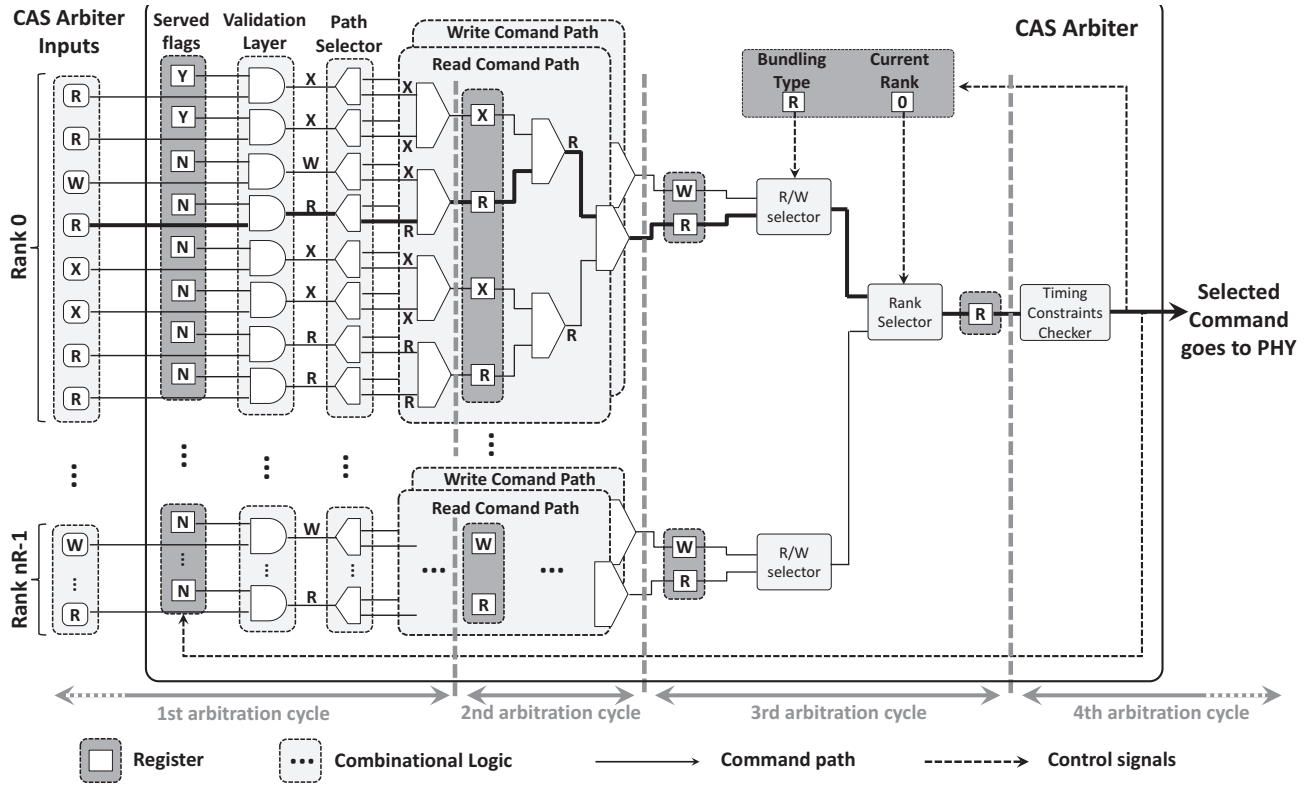 CAS Arbiter
Inputs
Served
flags
Validation
Layer
Path
Selector
Write Comand Path
Read Comand Path
CAS Arbiter
Bundling
Type
R
Current
Rank
0
Rank 0
R
R
W
R
X
X
R
R
Y
Y
N
N
N
N
N
N
X
X
W
R
X
X
R
R
X
X
X
R
X
X
R
R
X
R
X
R
R
R
W
R
R/W
selector
Rank
Selector
R
Timing
Constraints
Checker
Selected
Command
goes to PHY
...
...
...
...
...
Rank nR-1
W
...
R
N
...
N
...
W
R
...
Write Comand Path
Read Comand Path
...
W
R
...
W
R
R/W
selector
1st arbitration cycle
2nd arbitration cycle
3rd arbitration cycle
4th arbitration cycle
Register
... Combinational Logic
Command path
Control signals